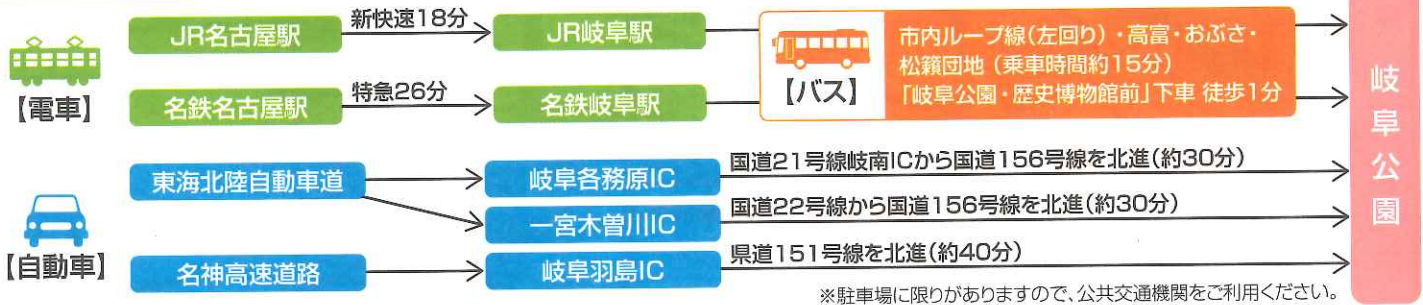 【電車】
JR名古屋駅
新快速18分
JR岐阜駅
名鉄名古屋駅
特急26分
名鉄岐阜駅
【バス】
市内ループ線(左回り)・高富・おぶさ・
松籟団地(乗車時間約15分)
「岐阜公園・歴史博物館前」下車 徒歩1分
【自動車】
東海北陸自動車道
岐阜各務原IC
国道21号線岐南ICから国道156号線を北進(約30分)
一宮木曽川IC
国道22号線から国道156号線を北進(約30分)
名神高速道路
岐阜羽島IC
県道151号線を北進(約40分)
岐阜公園
※駐車場に限りがありますので、公共交通機関をご利用ください。